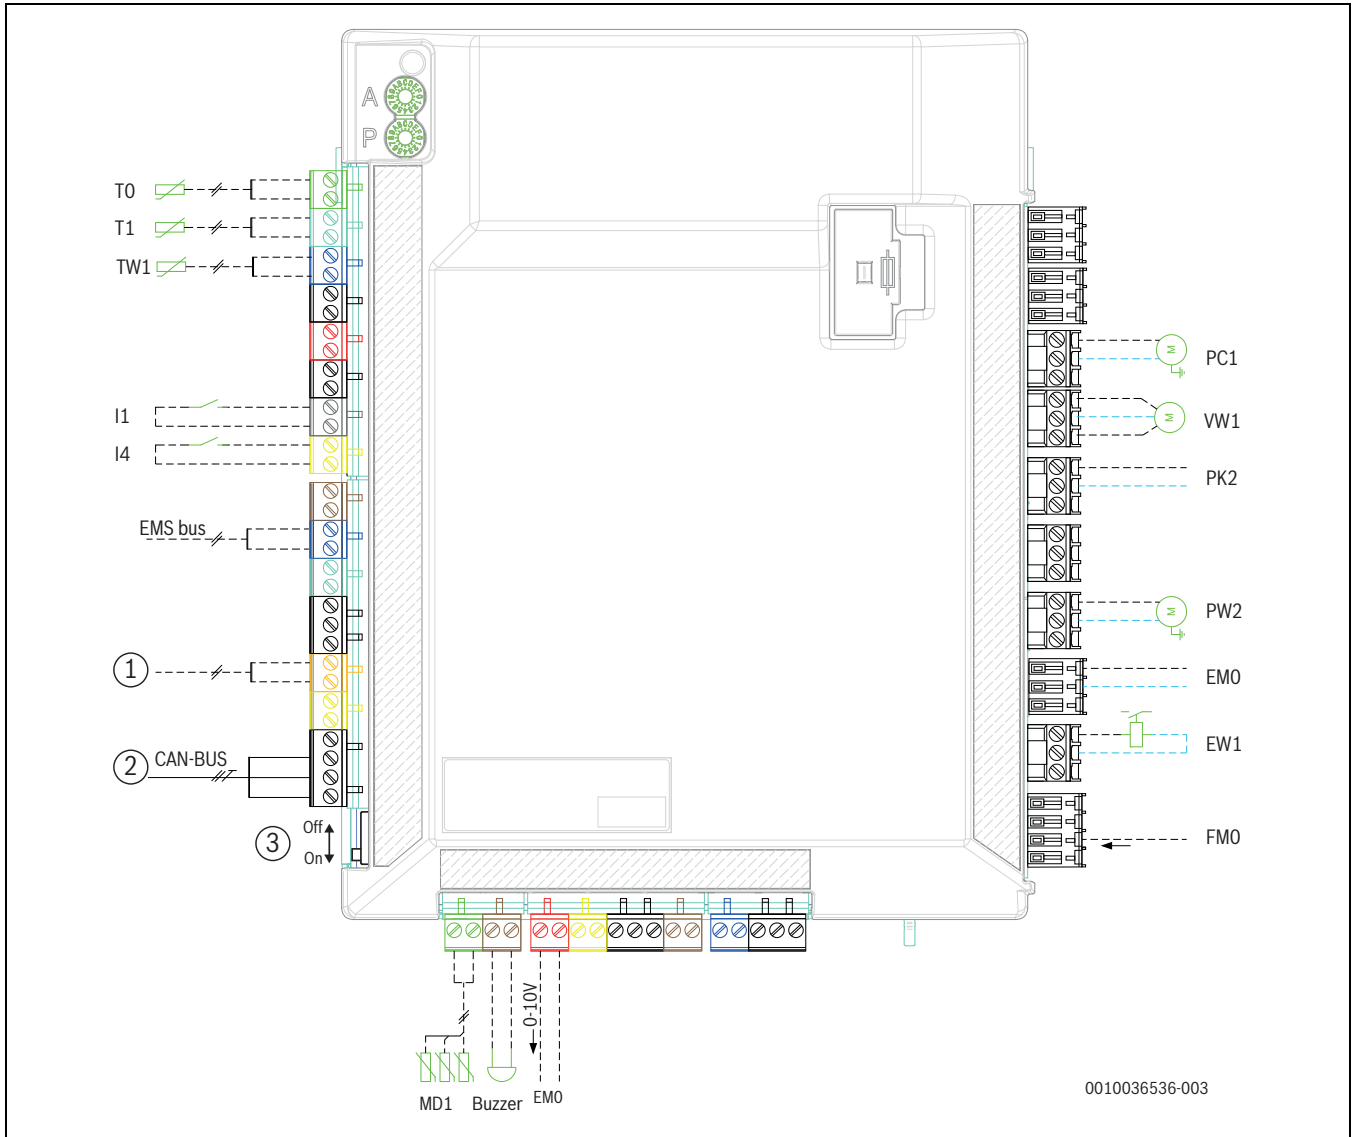 A
P
T0
T1
TW1
I1
I4
EMS bus
1
2 CAN-BUS
3 Off
On
M PC1
M VW1
PK2
M PW2
EM0
EW1
FM0
0-10V
MD1 Buzzer EM0
0010036536-003